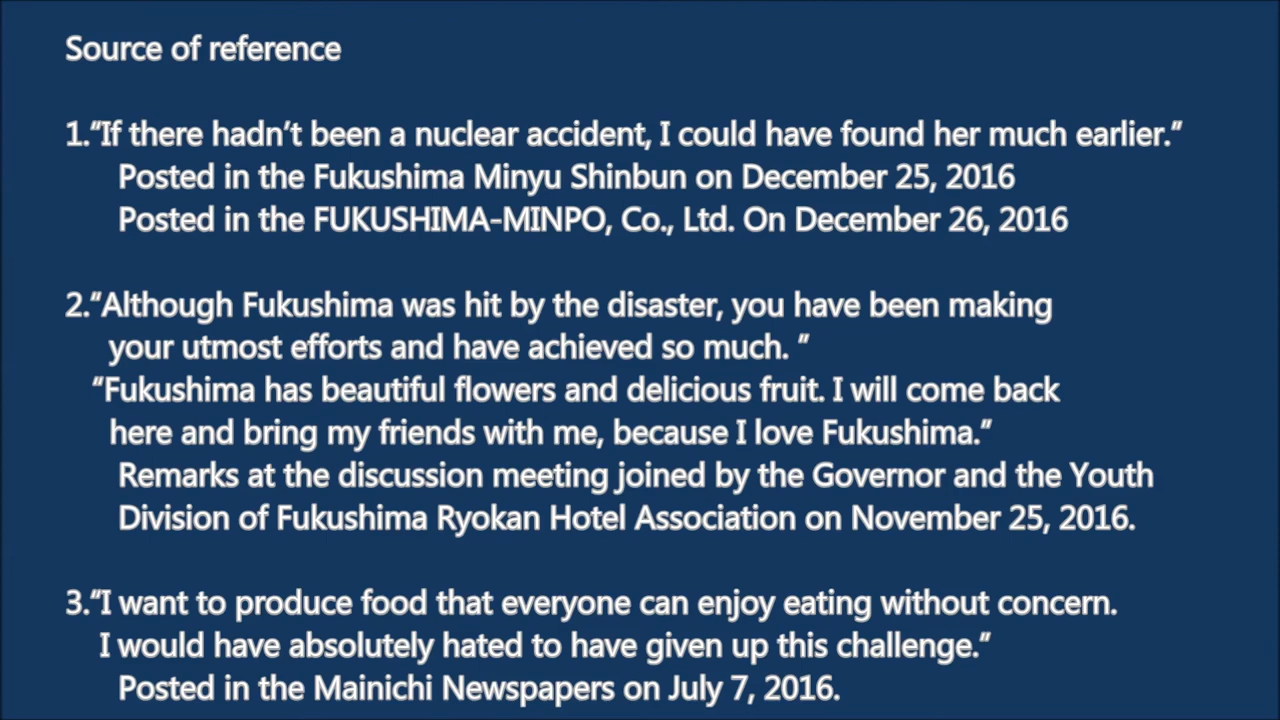 Source of reference
1.“If there hadn’t been a nuclear accident, I could have found her much earlier.”
Posted in the Fukushima Minyu Shinbun on December 25, 2016
Posted in the FUKUSHIMA-MINPO, Co., Ltd. On December 26, 2016
2.“Although Fukushima was hit by the disaster, you have been making
your utmost efforts and have achieved so much. ”
“Fukushima has beautiful flowers and delicious fruit. I will come back
here and bring my friends with me, because I love Fukushima.”
Remarks at the discussion meeting joined by the Governor and the Youth
Division of Fukushima Ryokan Hotel Association on November 25, 2016.
3.“I want to produce food that everyone can enjoy eating without concern.
I would have absolutely hated to have given up this challenge.”
Posted in the Mainichi Newspapers on July 7, 2016.